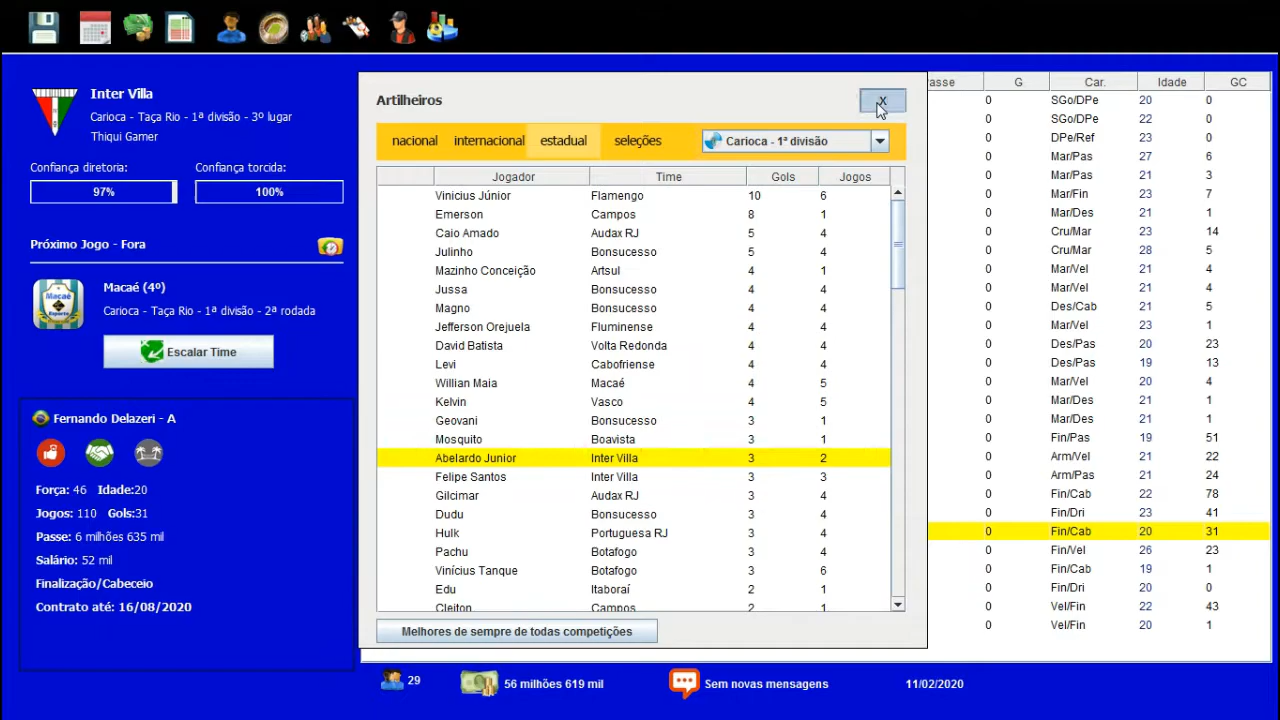 Inter Villa
Carioca - Taça Rio - 1ª divisão - 3º lugar
Thiqui Gamer
Confiança diretoria: Confiança torcida:
97% 100%
Próximo Jogo - Fora
Macaé (4º)
Carioca - Taça Rio - 1ª divisão - 2ª rodada
Escalar Time
Fernando Delazeri - A
Força: 46 Idade:20
Jogos: 110 Gols:31
Passe: 6 milhões 635 mil
Salário: 52 mil
Finalização/Cabeceio
Contrato até: 16/08/2020
Artilheiros X
nacional internacional estadual seleções Carioca - 1ª divisão
Jogador Time Gols Jogos
Vinicius Júnior Flamengo 10 6
Emerson Campos 8 1
Caio Amado Audax RJ 5 4
Julinho Bonsucesso 5 4
Mazinho Conceição Artsul 4 1
Jussa Bonsucesso 4 4
Magno Bonsucesso 4 4
Jefferson Orejuela Fluminense 4 4
David Batista Volta Redonda 4 4
Levi Cabofriense 4 4
Willian Maia Macaé 4 5
Kelvin Vasco 4 5
Geovani Bonsucesso 3 1
Mosquito Boavista 3 1
Abelardo Junior Inter Villa 3 2
Felipe Santos Inter Villa 3 3
Gilcimar Audax RJ 3 4
Dudu Bonsucesso 3 4
Hulk Portuguesa RJ 3 4
Pachu Botafogo 3 4
Vinícius Tanque Botafogo 3 6
Edu Itaboraí 2 1
Cleiton Campos 2 1
Melhores de sempre de todas competições
asse G. Car. Idade GC
0 SGo/DPe 20 0
0 SGo/DPe 22 0
0 DPe/Ref 23 0
0 Mar/Pas 27 6
0 Mar/Pas 21 3
0 Mar/Fin 23 7
0 Mar/Des 21 1
0 Cru/Mar 23 14
0 Cru/Mar 28 5
0 Mar/Vel 21 4
0 Mar/Vel 21 4
0 Des/Cab 21 5
0 Mar/Vel 23 1
0 Des/Pas 20 23
0 Des/Pas 19 13
0 Mar/Vel 20 4
0 Mar/Des 21 1
0 Mar/Des 21 1
0 Fin/Pas 19 51
0 Arm/Vel 21 22
0 Arm/Pas 21 24
0 Fin/Cab 22 78
0 Fin/Dri 23 41
0 Fin/Cab 20 31
0 Fin/Vel 26 23
0 Fin/Cab 19 1
0 Fin/Dri 20 0
0 Vel/Fin 22 43
0 Vel/Fin 20 1
29 56 milhões 619 mil Sem novas mensagens 11/02/2020